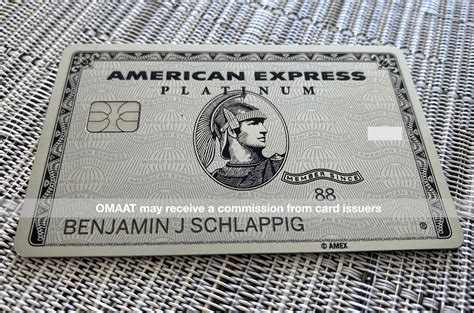 AMERICAN EXPRESS
PLATINUM
MEMBER SINCE
88
OMAAT may receive a commission from card issuers
BENJAMIN J SCHLAPPIG
®
© AMEX